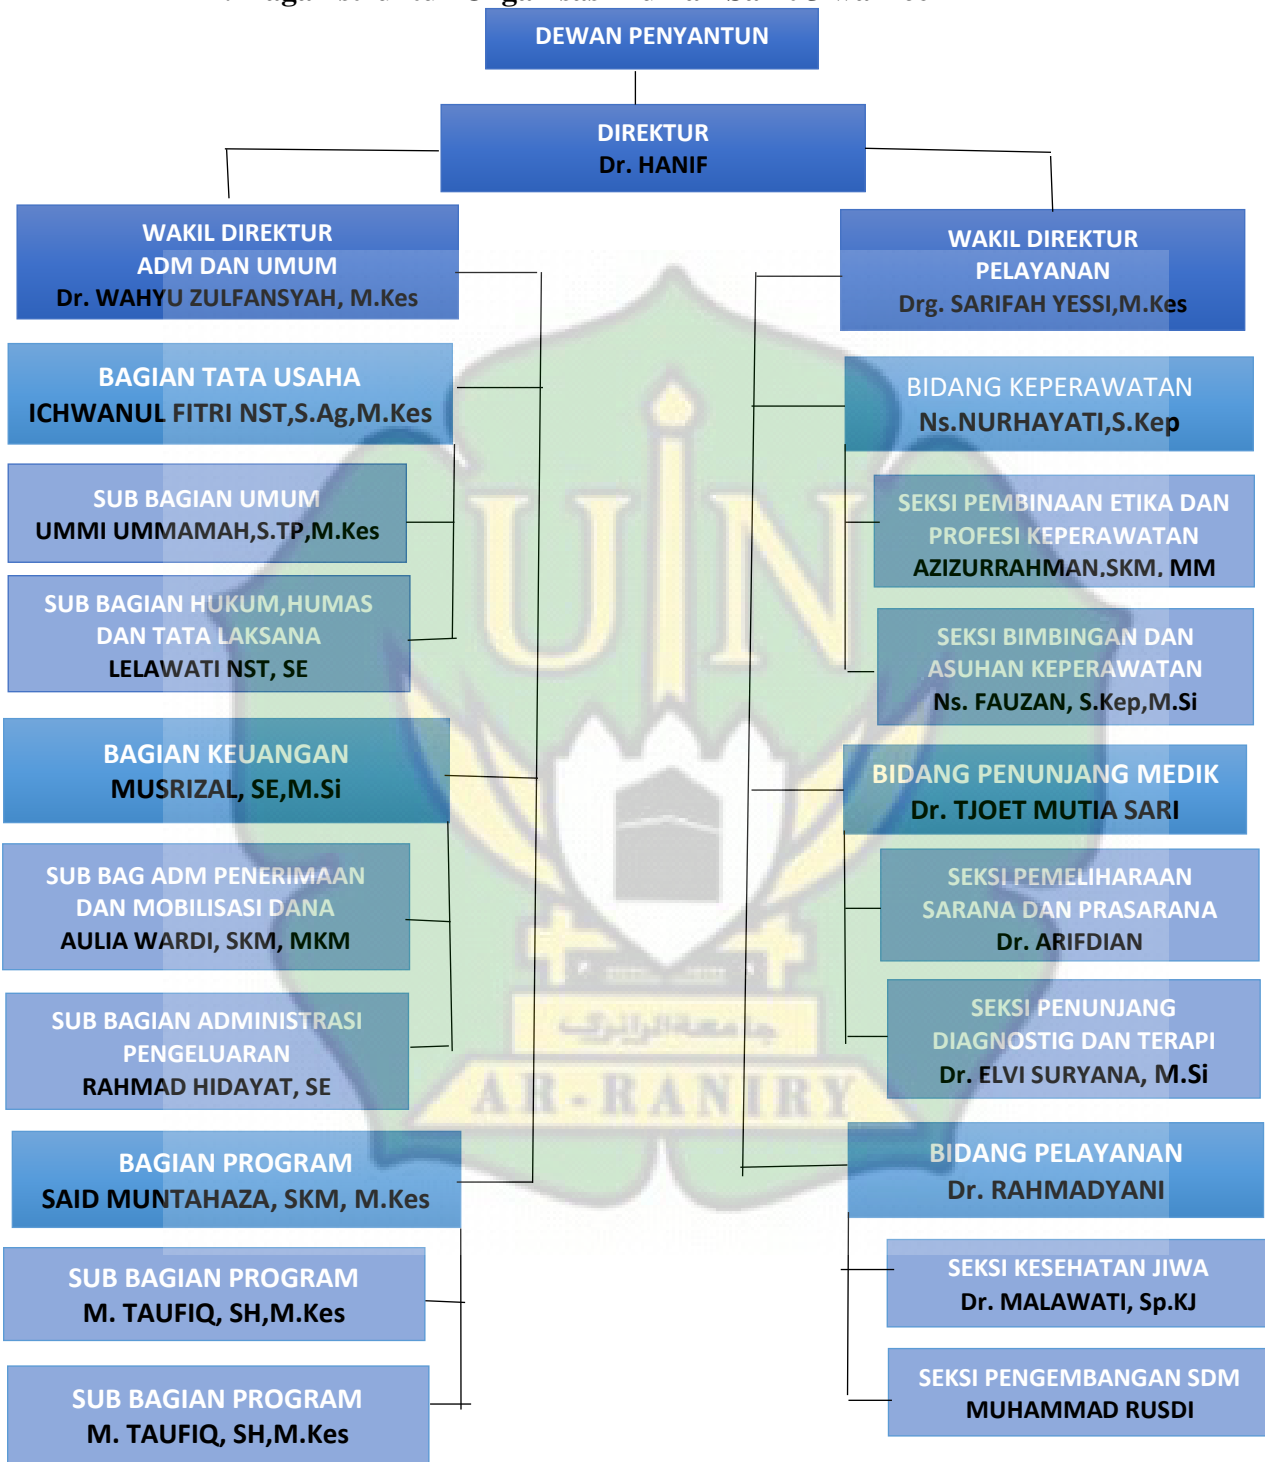 DEWAN PENYANTUN
DIREKTUR
Dr. HANIF
WAKIL DIREKTUR
ADM DAN UMUM
Dr. WAHYU ZULFANSYAH, M.Kes
WAKIL DIREKTUR
PELAYANAN
Drg. SARIFAH YESSI,M.Kes
BAGIAN TATA USAHA
ICHWANUL FITRI NST,S.Ag,M.Kes
SUB BAGIAN UMUM
UMMI UMMAMAH,S.TP,M.Kes
SUB BAGIAN HUKUM,HUMAS
DAN TATA LAKSANA
LELAWATI NST, SE
BAGIAN KEUANGAN
MUSRIZAL, SE,M.Si
SUB BAG ADM PENERIMAAN
DAN MOBILISASI DANA
AULIA WARDI, SKM, MKM
SUB BAGIAN ADMINISTRASI
PENGELUARAN
RAHMAD HIDAYAT, SE
BAGIAN PROGRAM
SAID MUNTAHAZA, SKM, M.Kes
SUB BAGIAN PROGRAM
M. TAUFIQ, SH,M.Kes
SUB BAGIAN PROGRAM
M. TAUFIQ, SH,M.Kes
BIDANG KEPERAWATAN
Ns.NURHAYATI,S.Kep
SEKSI PEMBINAAN ETIKA DAN
PROFESI KEPERAWATAN
AZIZURRAHMAN,SKM, MM
SEKSI BIMBINGAN DAN
ASUHAN KEPERAWATAN
Ns. FAUZAN, S.Kep,M.Si
BIDANG PENUNJANG MEDIK
Dr. TJOET MUTIA SARI
SEKSI PEMELIHARAAN
SARANA DAN PRASARANA
Dr. ARIFDIAN
SEKSI PENUNJANG
DIAGNOSTIG DAN TERAPI
Dr. ELVI SURYANA, M.Si
BIDANG PELAYANAN
Dr. RAHMADYANI
SEKSI KESEHATAN JIWA
Dr. MALAWATI, Sp.KJ
SEKSI PENGEMBANGAN SDM
MUHAMMAD RUSDI
UIN
جامعة الرانري
AR-RANIRY